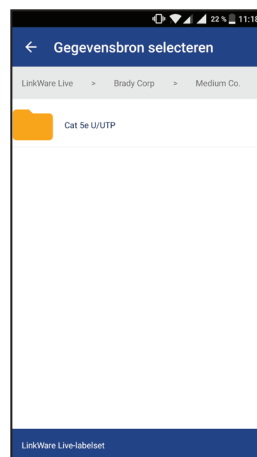 22 % 11:18
Gegevensbron selecteren
LinkWare Live > Brady Corp > Medium Co.
Cat 5e U/UTP
LinkWare Live-labelset